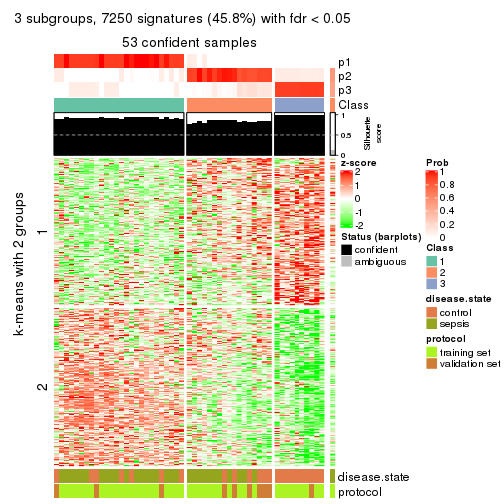 3 subgroups, 7250 signatures (45.8%) with fdr < 0.05
53 confident samples
p1
p2
p3
Class
1
0.5
0
Silhouette
score
k-means with 2 groups
1
2
disease.state
protocol
z-score
2
1
0
-1
-2
Status (barplots)
confident
ambiguous
Prob
1
0.8
0.6
0.4
0.2
0
Class
1
2
3
disease.state
control
sepsis
protocol
training set
validation set